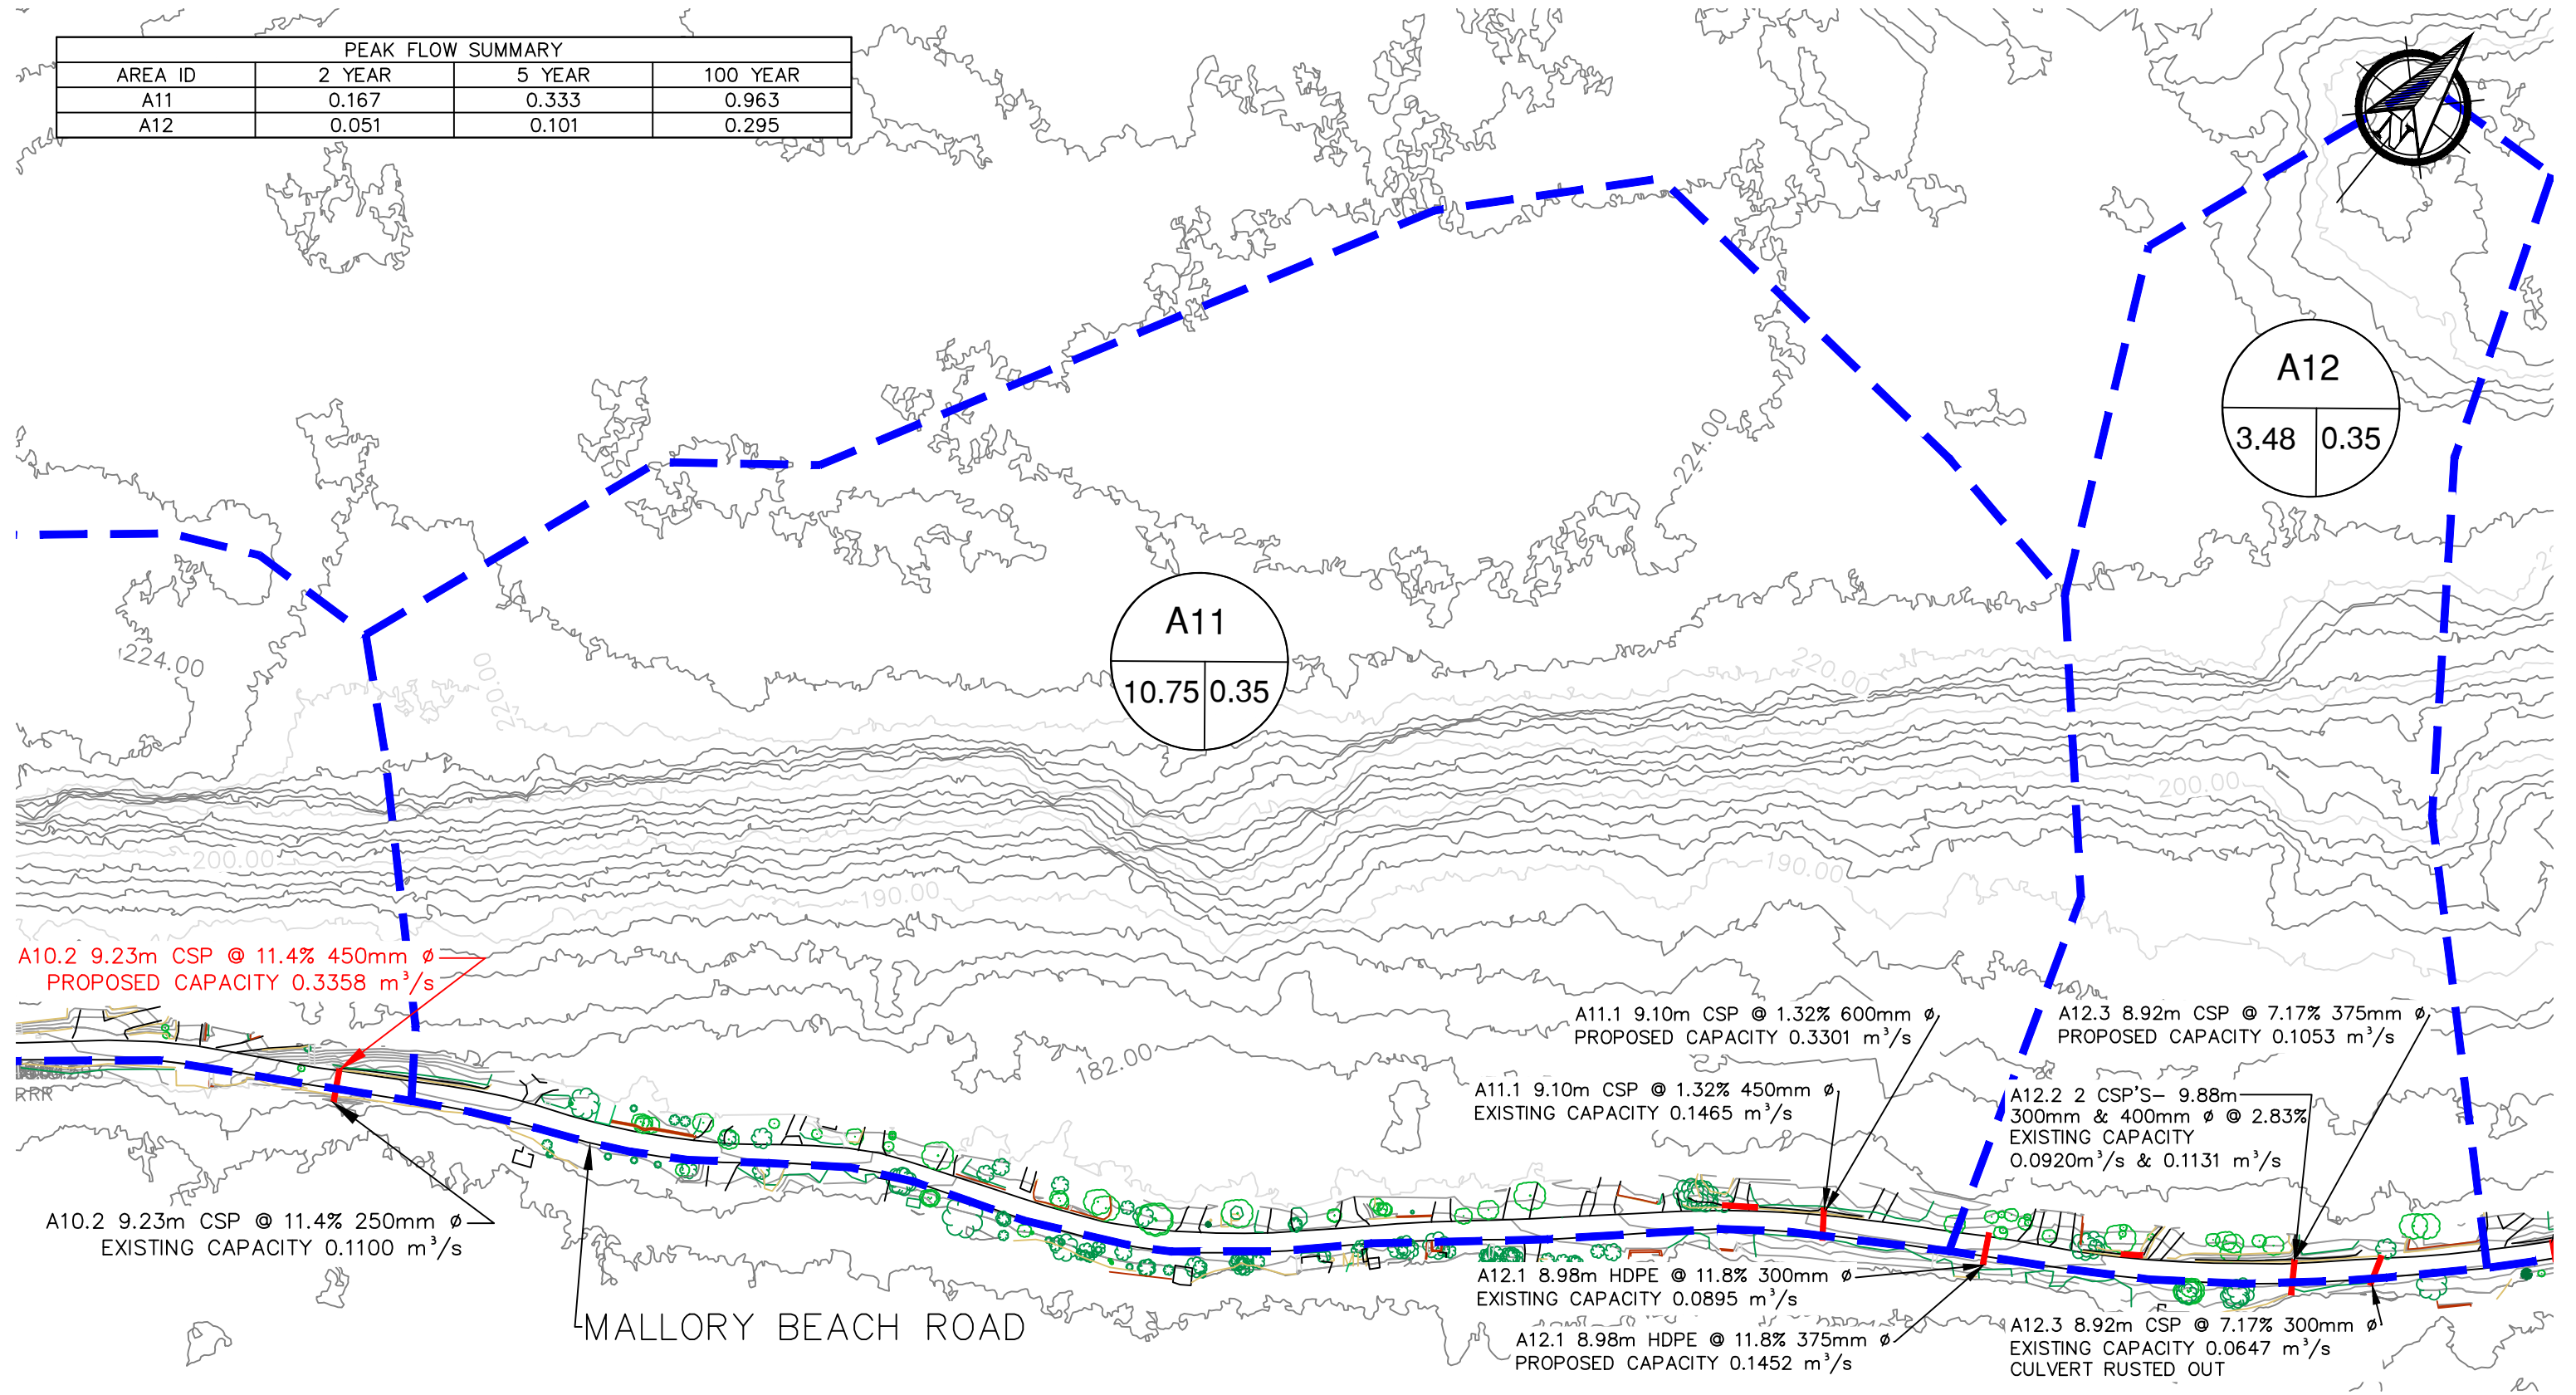 PEAK FLOW SUMMARY
AREA ID 2 YEAR 5 YEAR 100 YEAR
A11 0.167 0.333 0.963
A12 0.051 0.101 0.295
N
A12
3.48 0.35
224.00
A11
10.75 0.35
224.00
220.00
220.00
200.00
200.00
190.00
190.00
A10.2 9.23m CSP @ 11.4% 450mm ø
PROPOSED CAPACITY 0.3358 m³/s
A11.1 9.10m CSP @ 1.32% 600mm ø
PROPOSED CAPACITY 0.3301 m³/s
A12.3 8.92m CSP @ 7.17% 375mm ø
PROPOSED CAPACITY 0.1053 m³/s
182.00
A11.1 9.10m CSP @ 1.32% 450mm ø
EXISTING CAPACITY 0.1465 m³/s
A12.2 2 CSP'S– 9.88m
300mm & 400mm ø @ 2.83%
EXISTING CAPACITY
0.0920m³/s & 0.1131 m³/s
A10.2 9.23m CSP @ 11.4% 250mm ø
EXISTING CAPACITY 0.1100 m³/s
MALLORY BEACH ROAD
A12.1 8.98m HDPE @ 11.8% 300mm ø
EXISTING CAPACITY 0.0895 m³/s
A12.1 8.98m HDPE @ 11.8% 375mm ø
PROPOSED CAPACITY 0.1452 m³/s
A12.3 8.92m CSP @ 7.17% 300mm ø
EXISTING CAPACITY 0.0647 m³/s
CULVERT RUSTED OUT